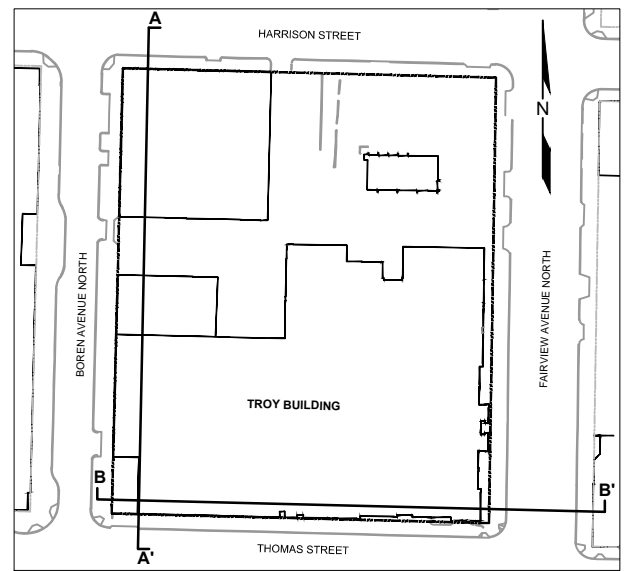 A
HARRISON STREET
N
BOREN AVENUE NORTH
FAIRVIEW AVENUE NORTH
TROY BUILDING
B
B'
THOMAS STREET
A'